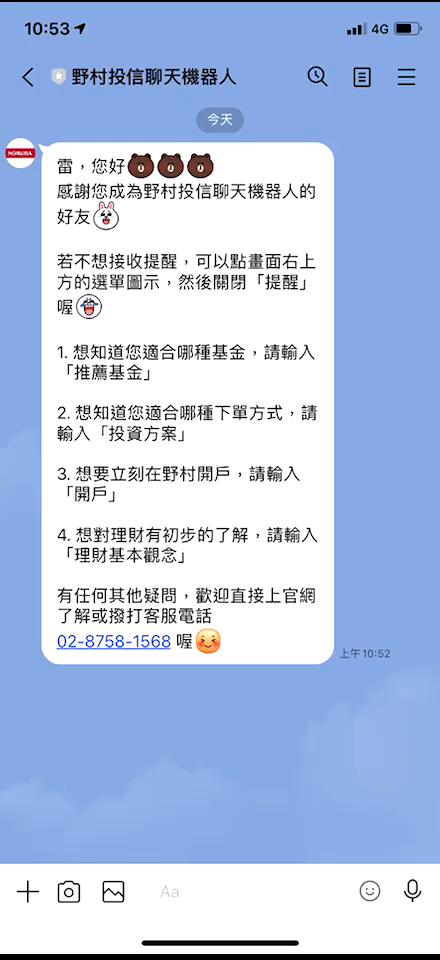 10:53
4G
野村投信聊天機器人
今天
NOMURA
雷，您好
感謝您成為野村投信聊天機器人的
好友
若不想接收提醒，可以點畫面右上
方的選單圖示，然後關閉「提醒」
喔
1. 想知道您適合哪種基金，請輸入
「推薦基金」
2. 想知道您適合哪種下單方式，請
輸入「投資方案」
3. 想要立刻在野村開戶，請輸入
「開戶」
4. 想對理財有初步的了解，請輸入
「理財基本觀念」
有任何其他疑問，歡迎直接上官網
了解或撥打客服電話
02-8758-1568 喔
上午 10:52
Aa